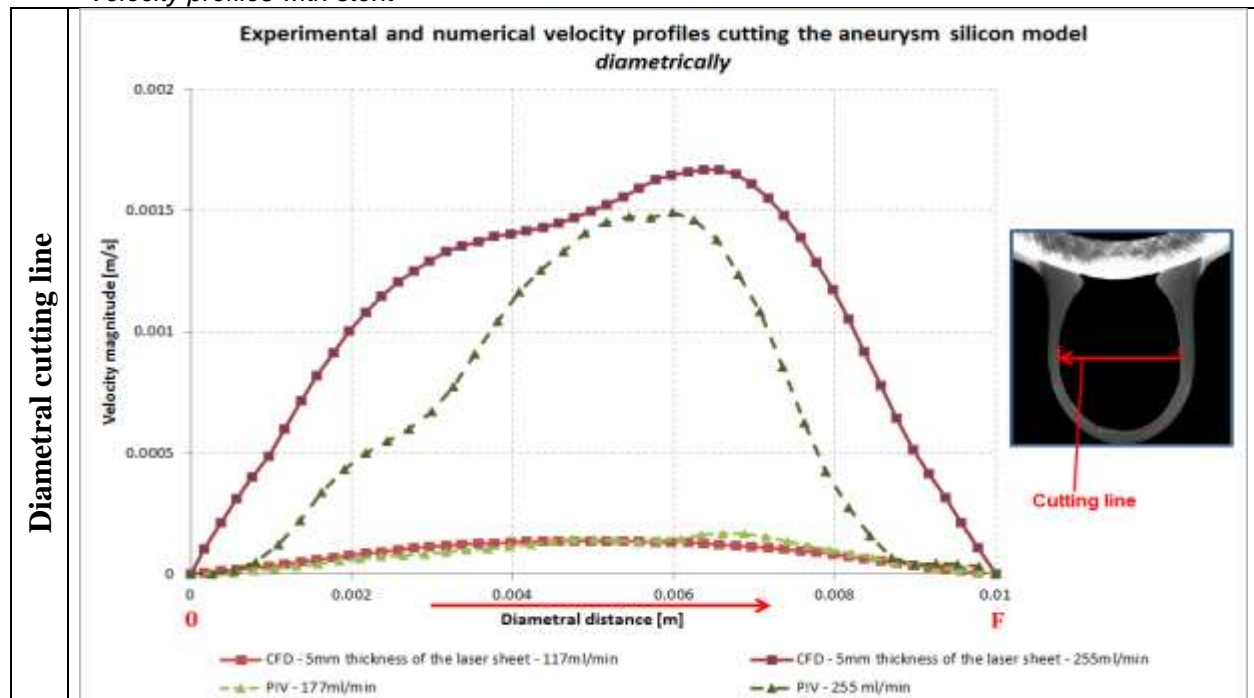 Velocity profiles with stent
Diametral cutting line
Experimental and numerical velocity profiles cutting the aneurysm silicon model
diametrically
Velocity magnitude [m/s]
0.002
0.0015
0.001
0.0005
0
0 0.002 0.004 0.006 0.008 0.01
O Diametral distance [m] F
Cutting line
CFD - 5mm thickness of the laser sheet - 117ml/min CFD - 5mm thickness of the laser sheet - 255ml/min
PIV - 177ml/min PIV - 255 ml/min